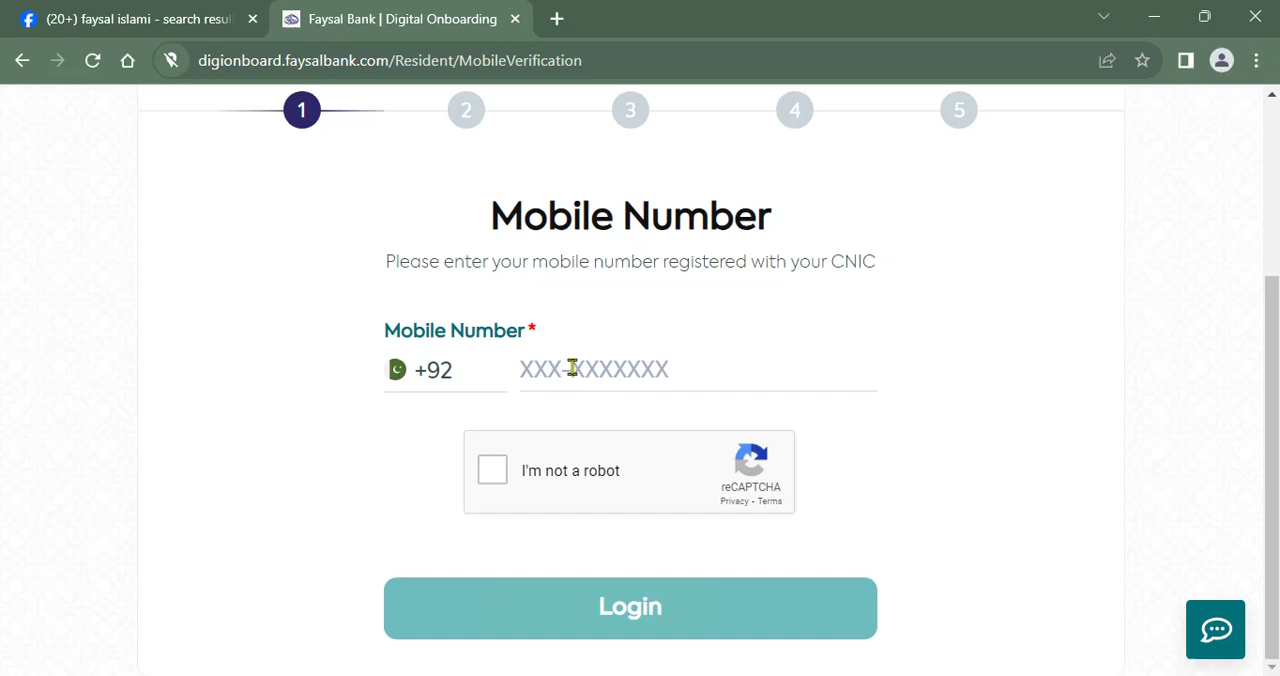 (20+) faysal islami - search resul
Faysal Bank | Digital Onboarding
digionboard.faysalbank.com/Resident/MobileVerification
1 2 3 4 5
Mobile Number
Please enter your mobile number registered with your CNIC
Mobile Number *
+92 XXX-XXXXXXX
I'm not a robot
reCAPTCHA
Privacy - Terms
Login